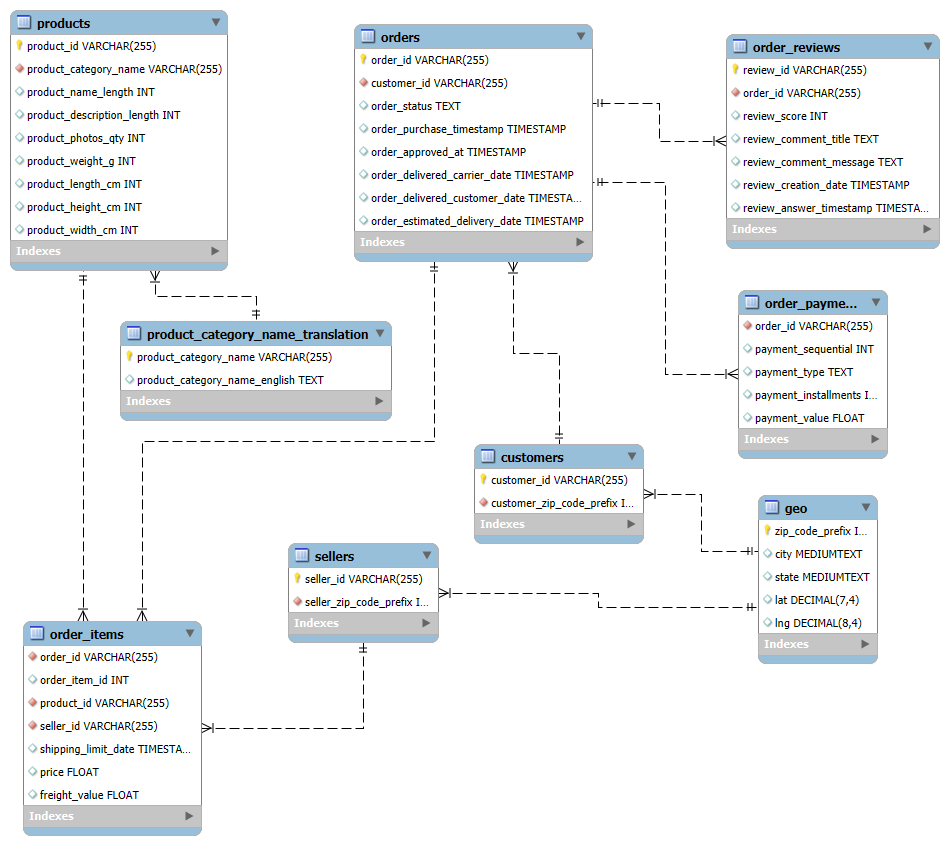 products
product_id VARCHAR(255)
product_category_name VARCHAR(255)
product_name_length INT
product_description_length INT
product_photos_qty INT
product_weight_g INT
product_length_cm INT
product_height_cm INT
product_width_cm INT
Indexes
orders
order_id VARCHAR(255)
customer_id VARCHAR(255)
order_status TEXT
order_purchase_timestamp TIMESTAMP
order_approved_at TIMESTAMP
order_delivered_carrier_date TIMESTAMP
order_delivered_customer_date TIMESTA...
order_estimated_delivery_date TIMESTAMP
Indexes
order_reviews
review_id VARCHAR(255)
order_id VARCHAR(255)
review_score INT
review_comment_title TEXT
review_comment_message TEXT
review_creation_date TIMESTAMP
review_answer_timestamp TIMESTA...
Indexes
product_category_name_translation
product_category_name VARCHAR(255)
product_category_name_english TEXT
Indexes
order_payme...
order_id VARCHAR(255)
payment_sequential INT
payment_type TEXT
payment_installments I...
payment_value FLOAT
Indexes
customers
customer_id VARCHAR(255)
customer_zip_code_prefix I...
Indexes
geo
zip_code_prefix I...
city MEDIUMTEXT
state MEDIUMTEXT
lat DECIMAL(7,4)
lng DECIMAL(8,4)
Indexes
sellers
seller_id VARCHAR(255)
seller_zip_code_prefix I...
Indexes
order_items
order_id VARCHAR(255)
order_item_id INT
product_id VARCHAR(255)
seller_id VARCHAR(255)
shipping_limit_date TIMESTA...
price FLOAT
freight_value FLOAT
Indexes